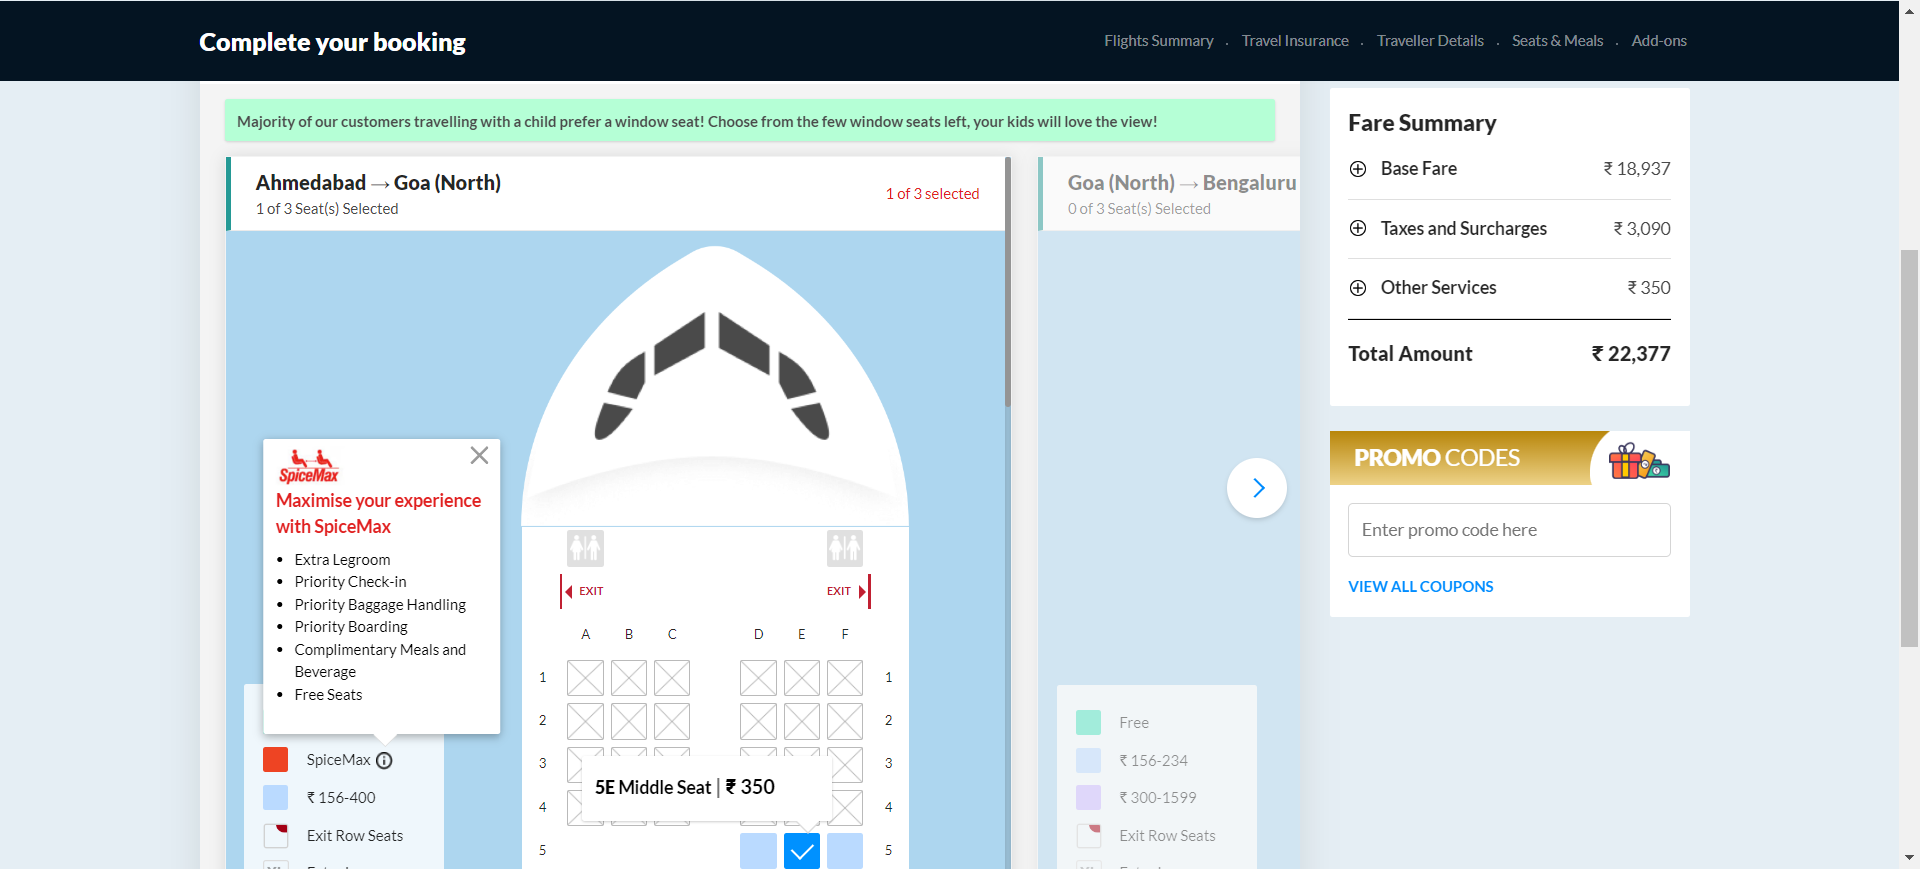 Complete your booking
Flights Summary . Travel Insurance . Traveller Details . Seats & Meals . Add-ons
Majority of our customers travelling with a child prefer a window seat! Choose from the few window seats left, your kids will love the view!
Ahmedabad → Goa (North)
1 of 3 Seat(s) Selected
1 of 3 selected
Goa (North) → Bengaluru
0 of 3 Seat(s) Selected
SpiceMax
Maximise your experience
with SpiceMax
• Extra Legroom
• Priority Check-in
• Priority Baggage Handling
• Priority Boarding
• Complimentary Meals and
Beverage
• Free Seats
SpiceMax
₹ 156-400
Exit Row Seats
EXIT EXIT
A B C D E F
1 1
2 2
3 3
4 4
5E Middle Seat | ₹ 350
5 5
Free
₹ 156-234
₹ 300-1599
Exit Row Seats
Fare Summary
Base Fare ₹ 18,937
Taxes and Surcharges ₹ 3,090
Other Services ₹ 350
Total Amount ₹ 22,377
PROMO CODES
Enter promo code here
VIEW ALL COUPONS